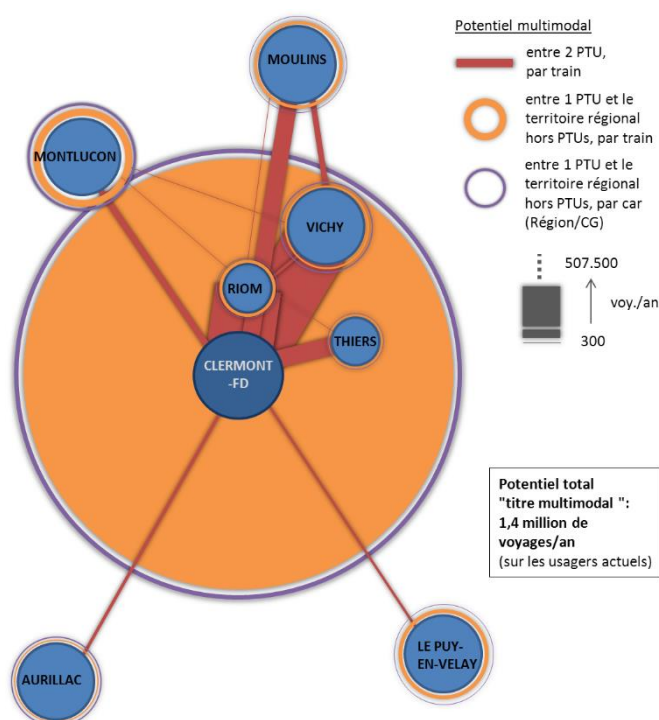 Potentiel multimodal
entre 2 PTU,
par train
entre 1 PTU et le
territoire régional
hors PTUs, par train
entre 1 PTU et le
territoire régional
hors PTUs, par car
(Région/CG)
507.500
voy./an
300
MOULINS
MONTLUCON
VICHY
RIOM
THIERS
CLERMONT
-FD
Potentiel total
"titre multimodal ":
1,4 million de
voyages/an
(sur les usagers actuels)
LE PUY-
EN-VELAY
AURILLAC